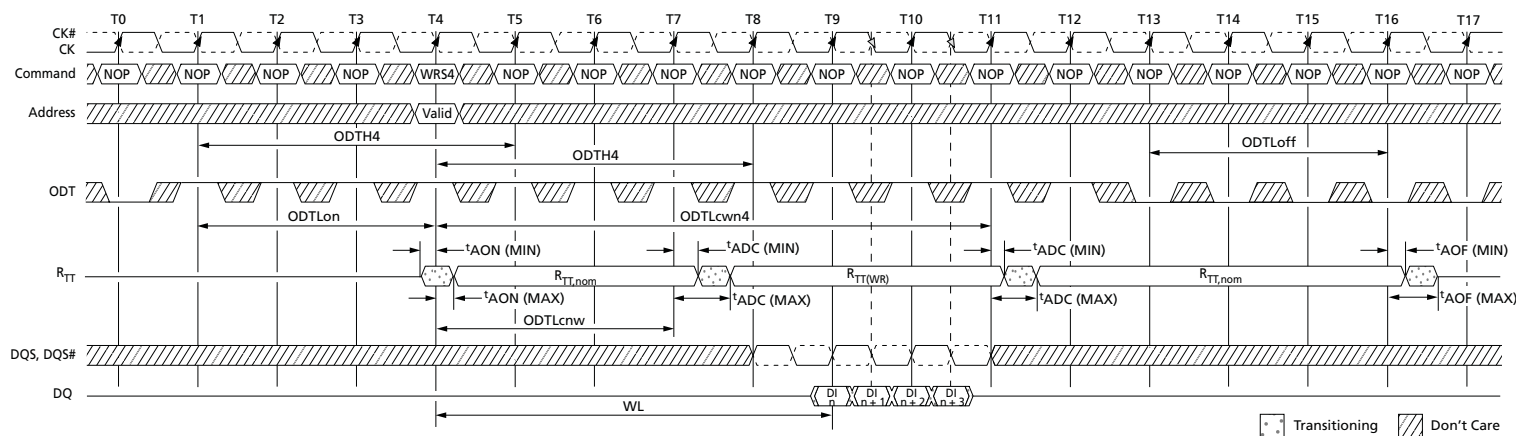 T0 T1 T2 T3 T4 T5 T6 T7 T8 T9 T10 T11 T12 T13 T14 T15 T16 T17
CK#
CK
Command NOP NOP NOP NOP WRS4 NOP NOP NOP NOP NOP NOP NOP NOP NOP NOP NOP NOP NOP
Address Valid
ODTH4 ODTLoff
ODTH4
ODT
ODTLon ODTLcwn4
tAON (MIN) tADC (MIN) tADC (MIN) tAOF (MIN)
RTT RTT,nom RTT(WR) RTT,nom
tAON (MAX) tADC (MAX) tADC (MAX) tAOF (MAX)
ODTLcnw
DQS, DQS#
DQ DI n DI n + 1 DI n + 2 DI n + 3
WL
Transitioning Don't Care